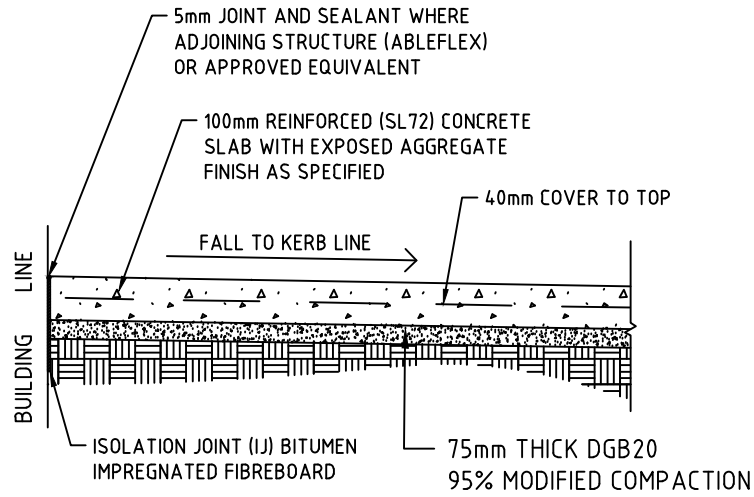 5mm JOINT AND SEALANT WHERE
ADJOINING STRUCTURE (ABLEFLEX)
OR APPROVED EQUIVALENT
100mm REINFORCED (SL72) CONCRETE
SLAB WITH EXPOSED AGGREGATE
FINISH AS SPECIFIED
40mm COVER TO TOP
FALL TO KERB LINE
BUILDING LINE
ISOLATION JOINT (IJ) BITUMEN
IMPREGNATED FIBREBOARD
75mm THICK DGB20
95% MODIFIED COMPACTION